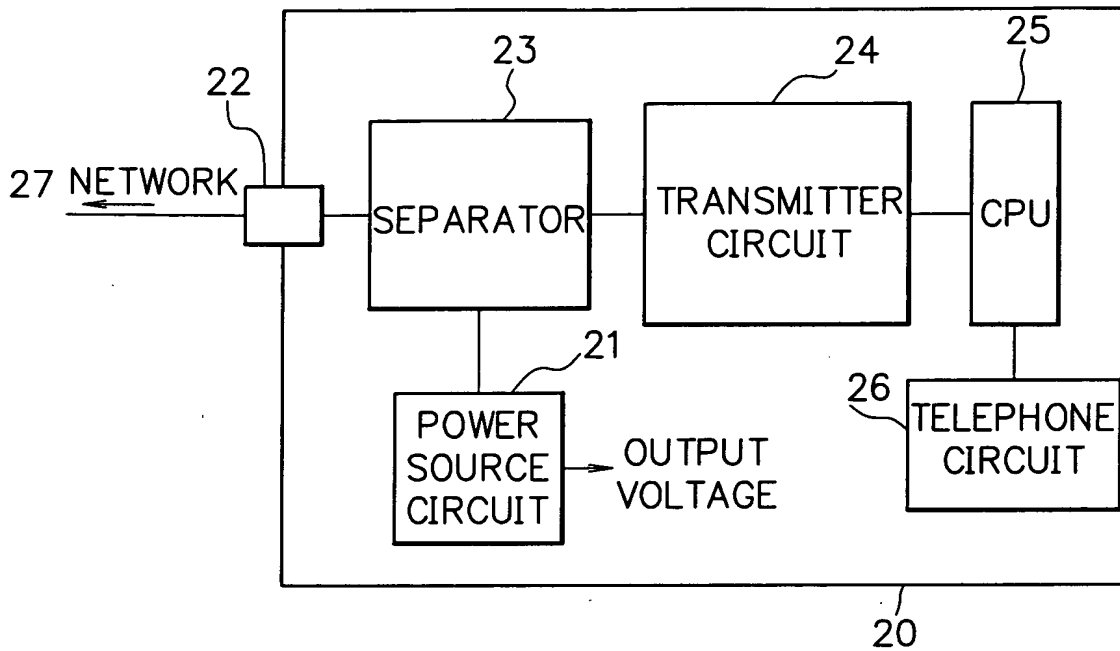 25
23
24
22
27 NETWORK
SEPARATOR
TRANSMITTER
CIRCUIT
CPU
21
26
POWER
SOURCE
CIRCUIT
OUTPUT
VOLTAGE
TELEPHONE
CIRCUIT
20